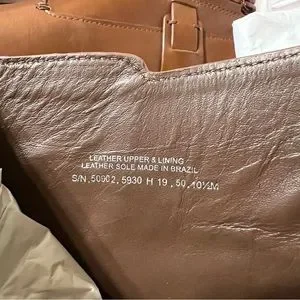 LEATHER UPPER & LINING
LEATHER SOLE MADE IN BRAZIL
S/N,50902,5930 H 19,50,10½M